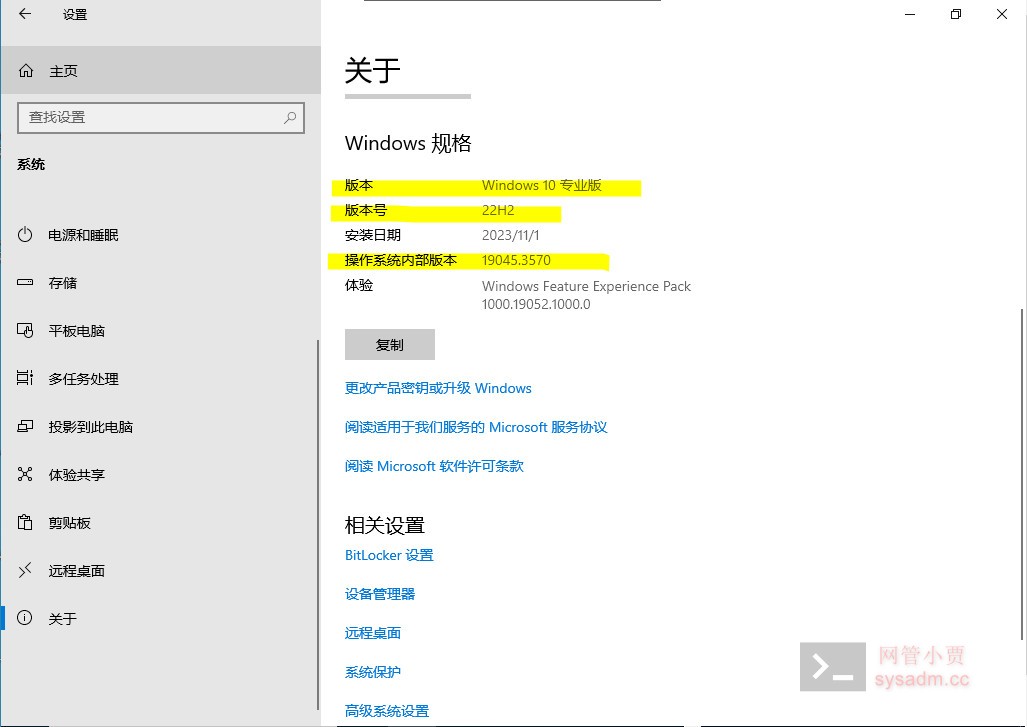 设置
主页
查找设置
系统
电源和睡眠
存储
平板电脑
多任务处理
投影到此电脑
体验共享
剪贴板
远程桌面
关于
关于
Windows 规格
版本 Windows 10 专业版
版本号 22H2
安装日期 2023/11/1
操作系统内部版本 19045.3570
体验 Windows Feature Experience Pack
1000.19052.1000.0
复制
更改产品密钥或升级 Windows
阅读适用于我们服务的 Microsoft 服务协议
阅读 Microsoft 软件许可条款
相关设置
BitLocker 设置
设备管理器
远程桌面
系统保护
高级系统设置
网管小贾
sysadm.cc